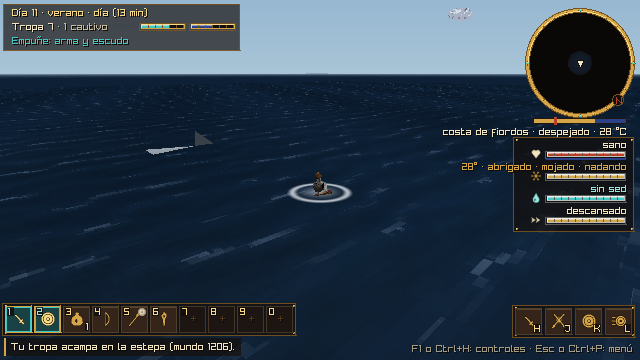 Día 11 · verano · día (13 min)
Tropa 7 · 1 cautivo
Empuñe: arma y escudo
N
costa de fiordos · despejado · 28 °C
sano
28° · abrigado · mojado · nadando
sin sed
descansado
1 2 3 4 5 6 7 8 9 0
1
H J K L
Tu tropa acampa en la estepa (mundo 1206).
F1 o Ctrl+H: controles · Esc o Ctrl+P: menú